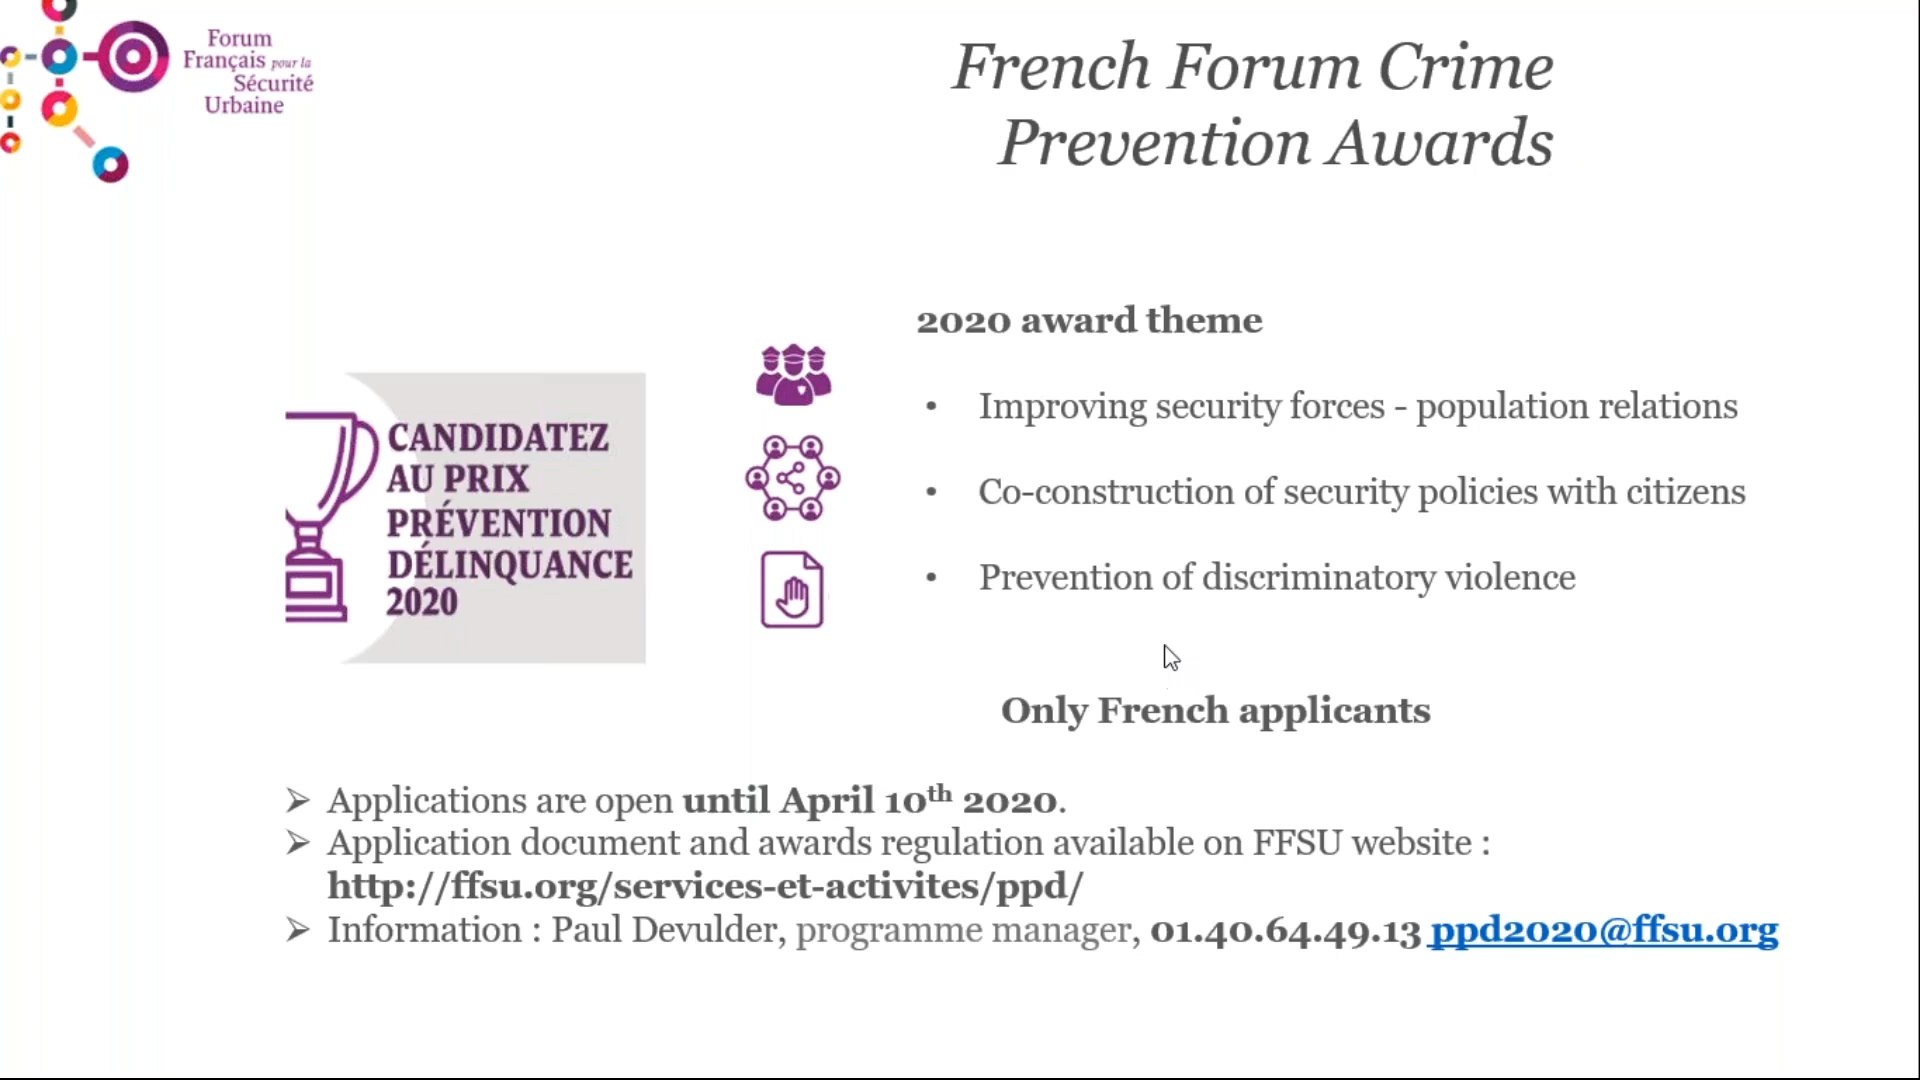 Forum
Français pour la
Sécurité
Urbaine
French Forum Crime
Prevention Awards
CANDIDATEZ
AU PRIX
PRÉVENTION
DÉLINQUANCE
2020
2020 award theme
• Improving security forces - population relations
• Co-construction of security policies with citizens
• Prevention of discriminatory violence
Only French applicants
➢ Applications are open until April 10th 2020.
➢ Application document and awards regulation available on FFSU website :
http://ffsu.org/services-et-activites/ppd/
➢ Information : Paul Devulder, programme manager, 01.40.64.49.13 ppd2020@ffsu.org